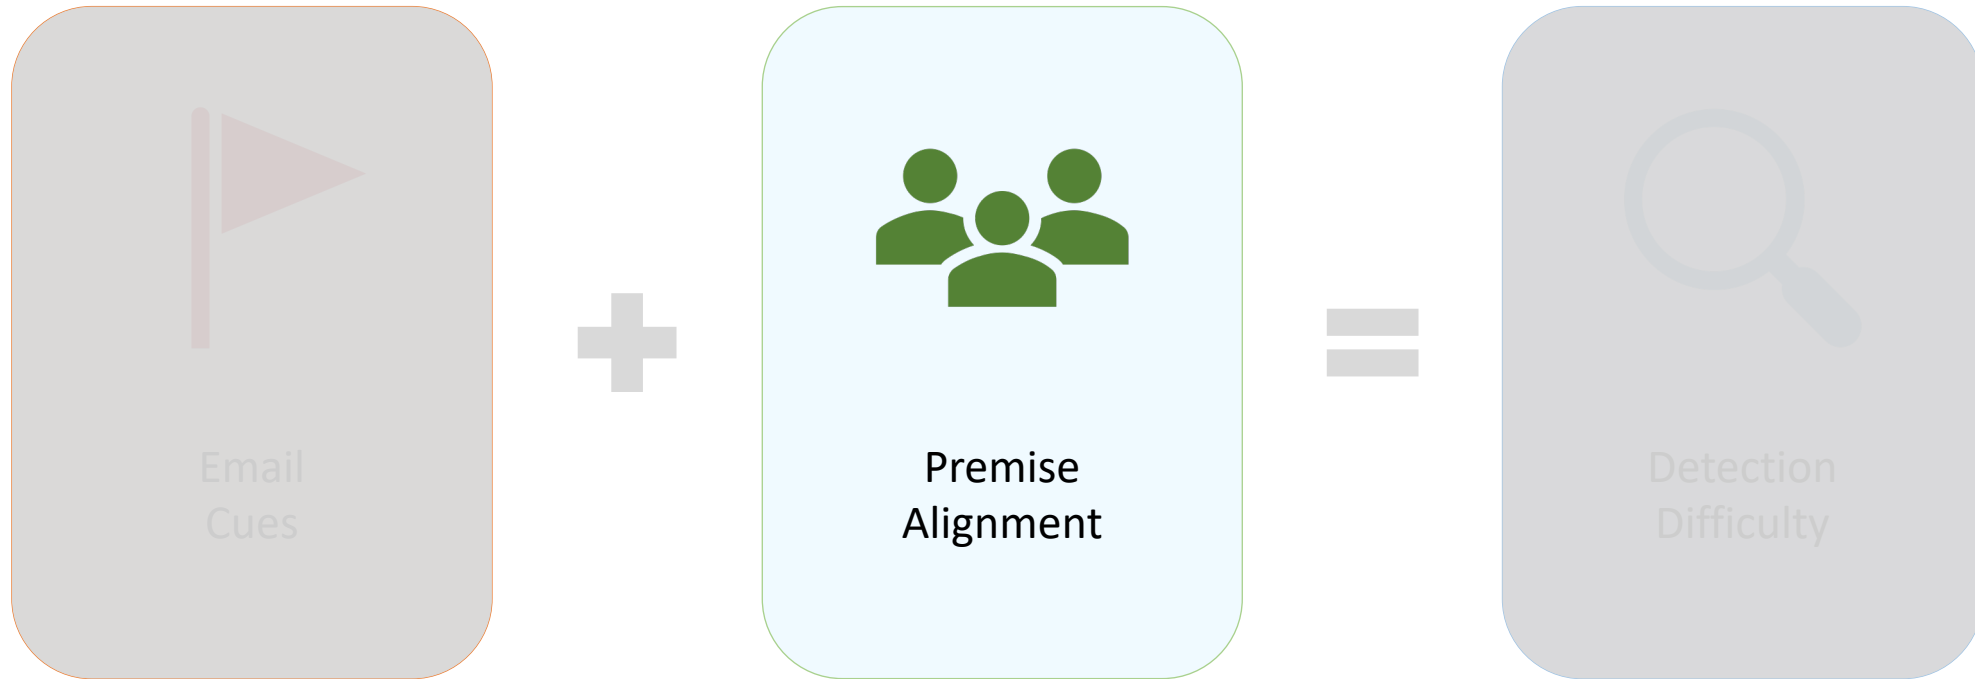 Email
Cues
Premise
Alignment
Detection
Difficulty